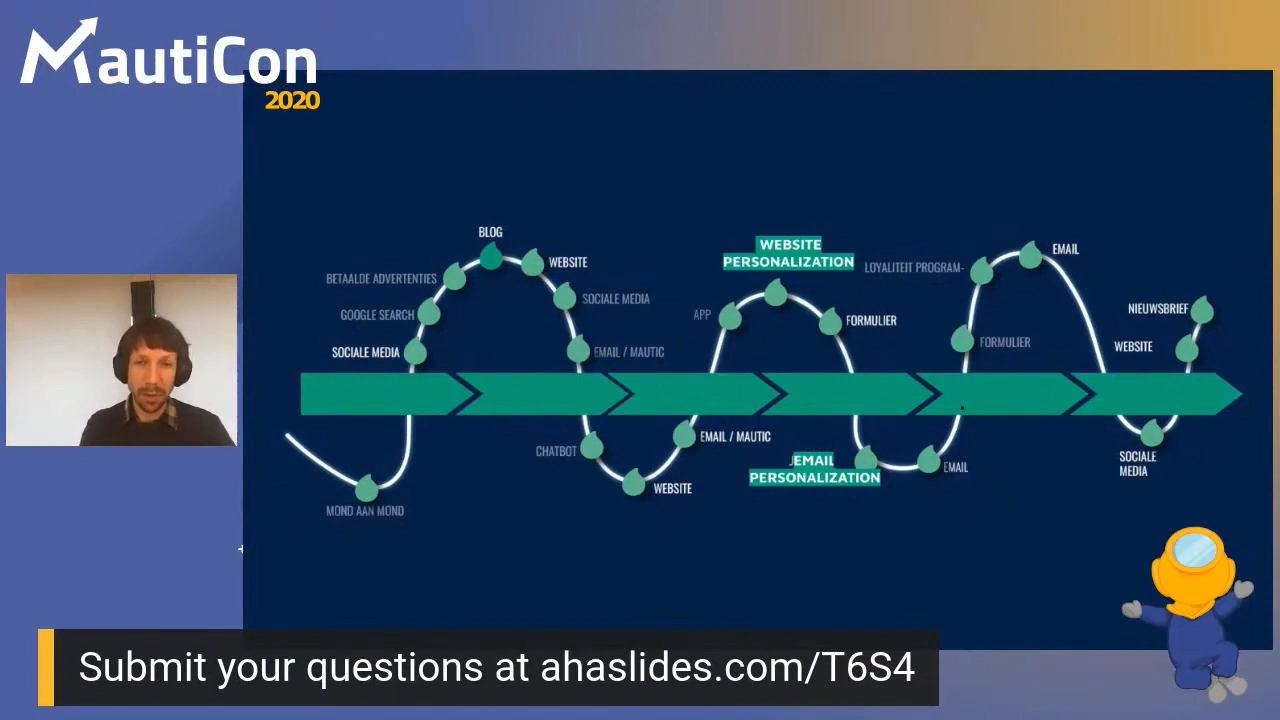 MautiCon
2020
BLOG
BETAALDE ADVERTENTIES
WEBSITE
GOOGLE SEARCH
SOCIALE MEDIA
SOCIALE MEDIA
EMAIL / MAUTIC
MOND AAN MOND
CHATBOT
WEBSITE
EMAIL / MAUTIC
APP
WEBSITE
PERSONALIZATION
FORMULIER
EMAIL
PERSONALIZATION
EMAIL
FORMULIER
LOYALITEIT PROGRAM-
EMAIL
SOCIALE
MEDIA
WEBSITE
NIEUWSBRIEF
Submit your questions at ahaslides.com/T6S4